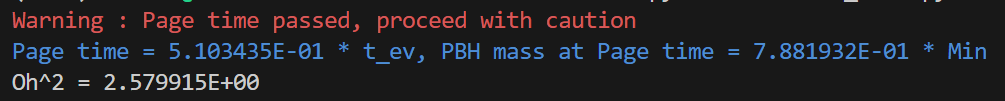 Warning : Page time passed, proceed with caution
Page time = 5.103435E-01 * t_ev, PBH mass at Page time = 7.881932E-01 * Min
Oh^2 = 2.579915E+00